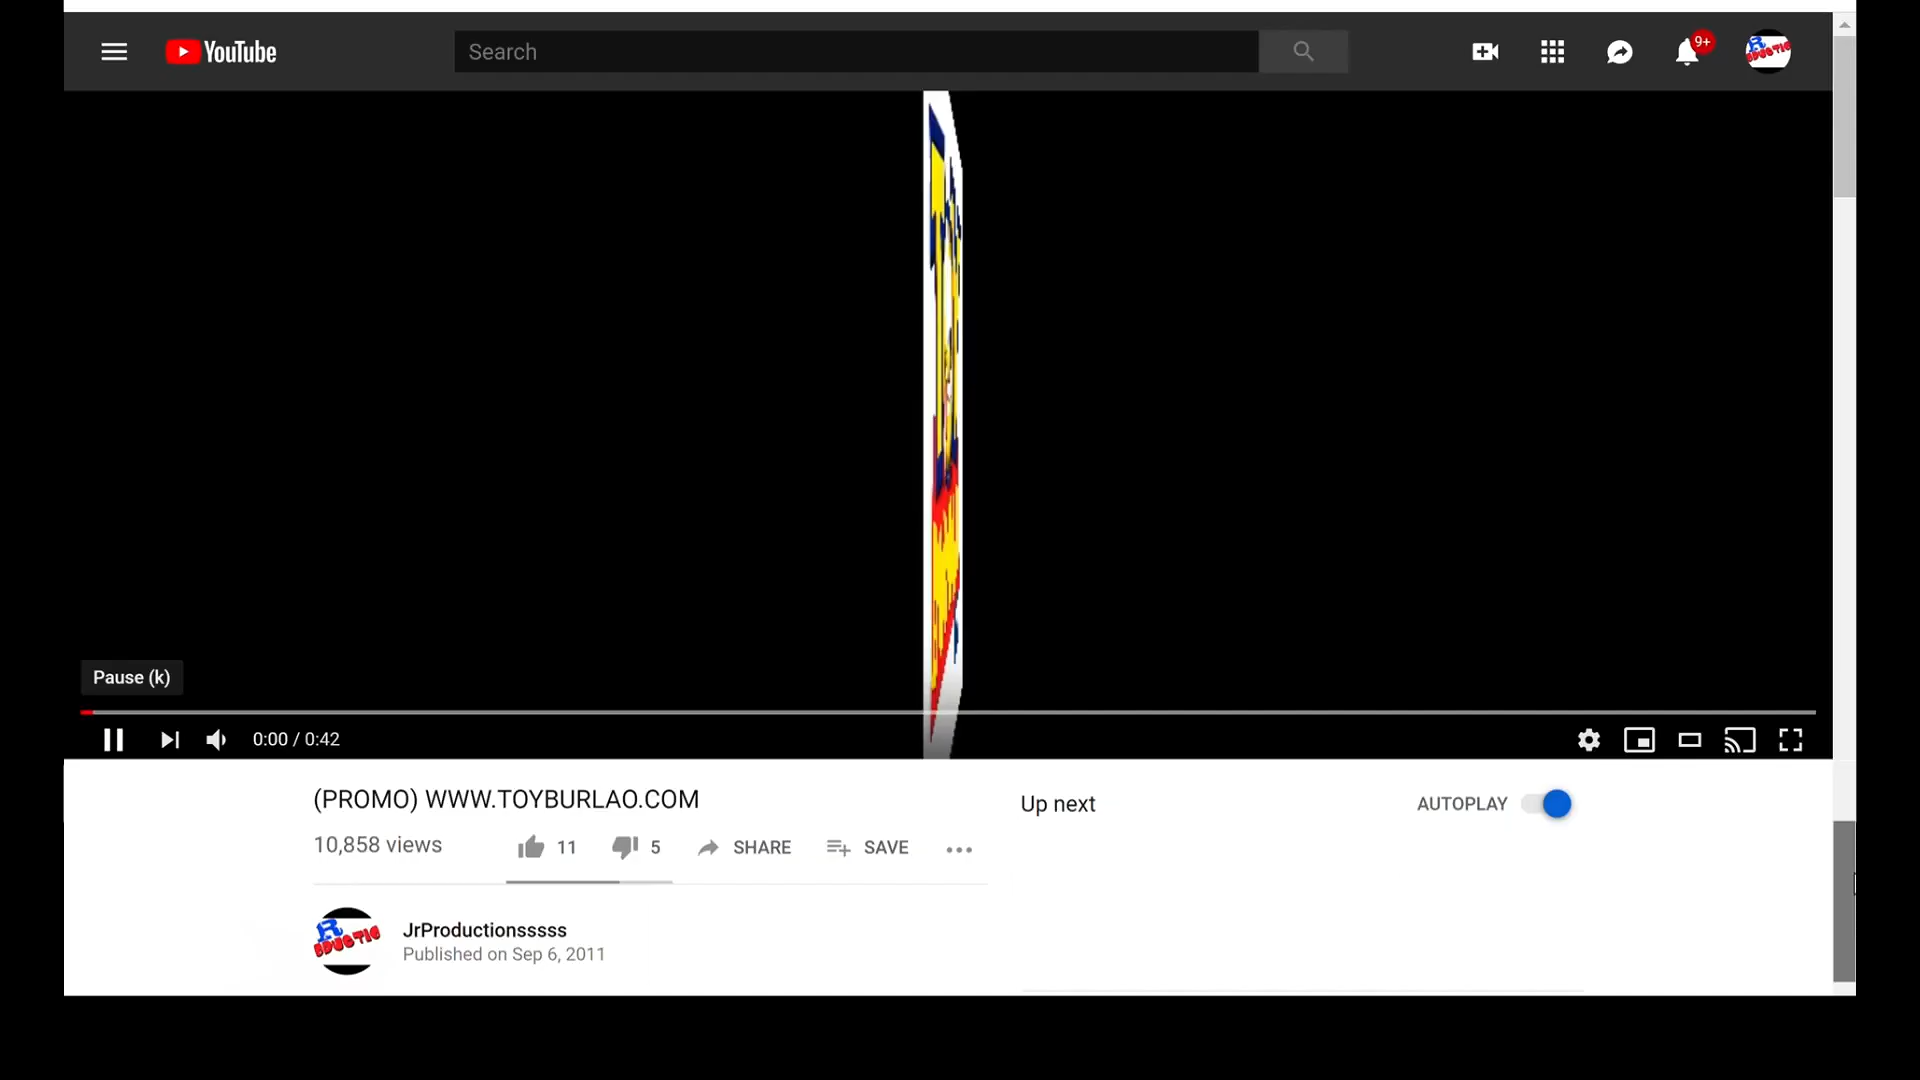 YouTube
Search
9+
Pause (k)
0:00 / 0:42
(PROMO) WWW.TOYBURLAO.COM
10,858 views
11
5
SHARE
SAVE
Up next
AUTOPLAY
JrProductionsssss
Published on Sep 6, 2011